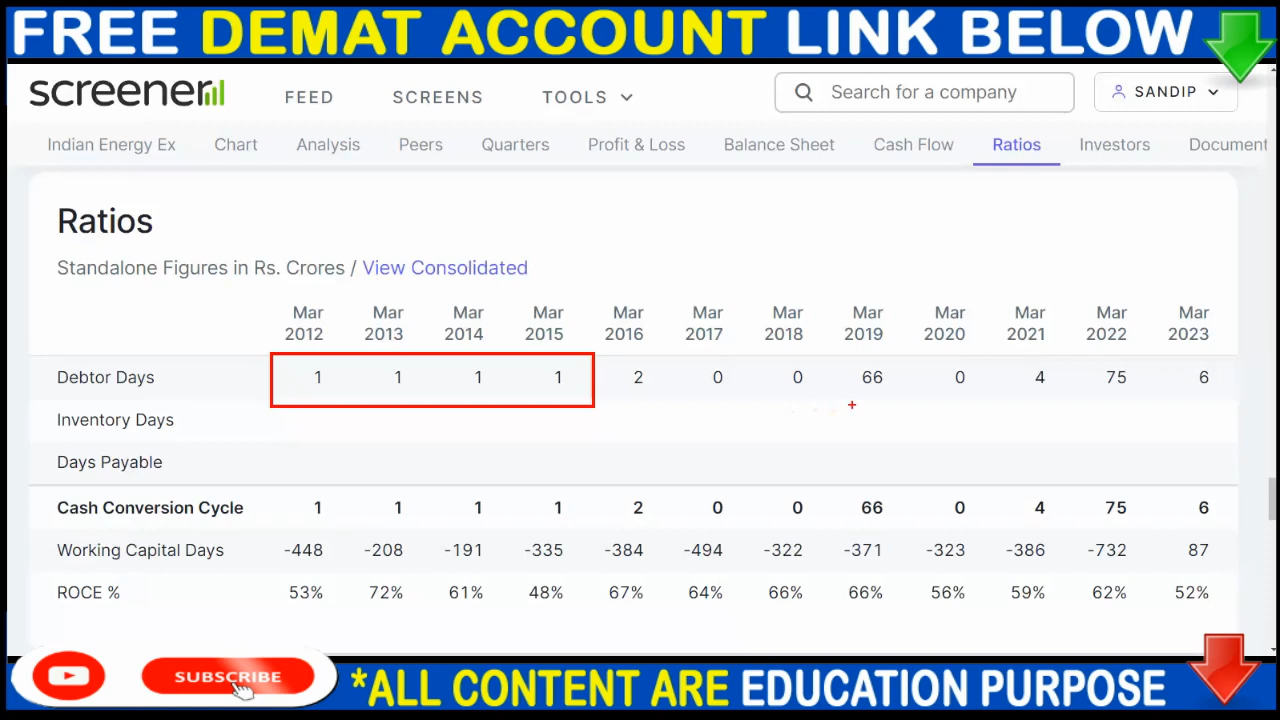 FREE DEMAT ACCOUNT LINK BELOW
screener FEED SCREENS TOOLS Search for a company SANDIP
Indian Energy Ex Chart Analysis Peers Quarters Profit & Loss Balance Sheet Cash Flow Ratios Investors Document
Ratios
Standalone Figures in Rs. Crores / View Consolidated
Mar 2012 Mar 2013 Mar 2014 Mar 2015 Mar 2016 Mar 2017 Mar 2018 Mar 2019 Mar 2020 Mar 2021 Mar 2022 Mar 2023
Debtor Days 1 1 1 1 2 0 0 66 0 4 75 6
Inventory Days
Days Payable
Cash Conversion Cycle 1 1 1 1 2 0 0 66 0 4 75 6
Working Capital Days -448 -208 -191 -335 -384 -494 -322 -371 -323 -386 -732 87
ROCE % 53% 72% 61% 48% 67% 64% 66% 66% 56% 59% 62% 52%
SUBSCRIBE
*ALL CONTENT ARE EDUCATION PURPOSE